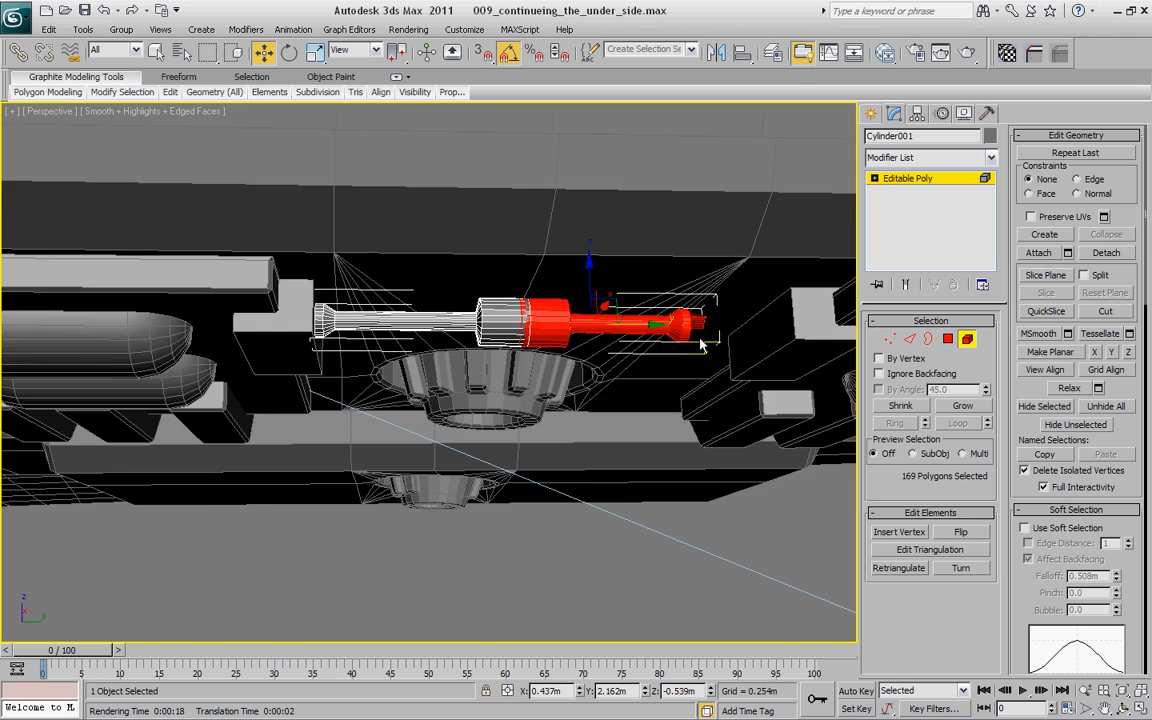 Autodesk 3ds Max 2011 009_continueing_the_under_side.max
Type a keyword or phrase
Edit Tools Group Views Create Modifiers Animation Graph Editors Rendering Customize MAXScript Help
All View 3 Create Selection Se
Graphite Modeling Tools Freeform Selection Object Paint
Polygon Modeling Modify Selection Edit Geometry (All) Elements Subdivision Tris Align Visibility Prop...
[ + ] [ Perspective ] [ Smooth + Highlights + Edged Faces ]
Cylinder001
Modifier List
Editable Poly
Selection
By Vertex
Ignore Backfacing
By Angle: 45.0
Shrink Grow
Ring Loop
Preview Selection
Off SubObj Multi
169 Polygons Selected
Edit Elements
Insert Vertex Flip
Edit Triangulation
Retriangulate Turn
Edit Geometry
Repeat Last
Constraints
None Edge
Face Normal
Preserve UVs
Create Collapse
Attach Detach
Slice Plane Split
Slice Reset Plane
QuickSlice Cut
MSmooth Tessellate
Make Planar X Y Z
View Align Grid Align
Relax
Hide Selected Unhide All
Hide Unselected
Named Selections:
Copy Paste
Delete Isolated Vertices
Full Interactivity
Soft Selection
Use Soft Selection
Edge Distance: 1
Affect Backfacing
Falloff: 0.508m
Pinch: 0.0
Bubble: 0.0
z
x
y
z
x
0 / 100
0 5 10 15 20 25 30 35 40 45 50 55 60 65 70 75 80 85 90 95 100
1 Object Selected X: 0.437m Y: 2.162m Z: -0.539m Grid = 0.254m Auto Key Selected
Welcome to M Rendering Time 0:00:18 Translation Time 0:00:02 Add Time Tag Set Key Key Filters... 0